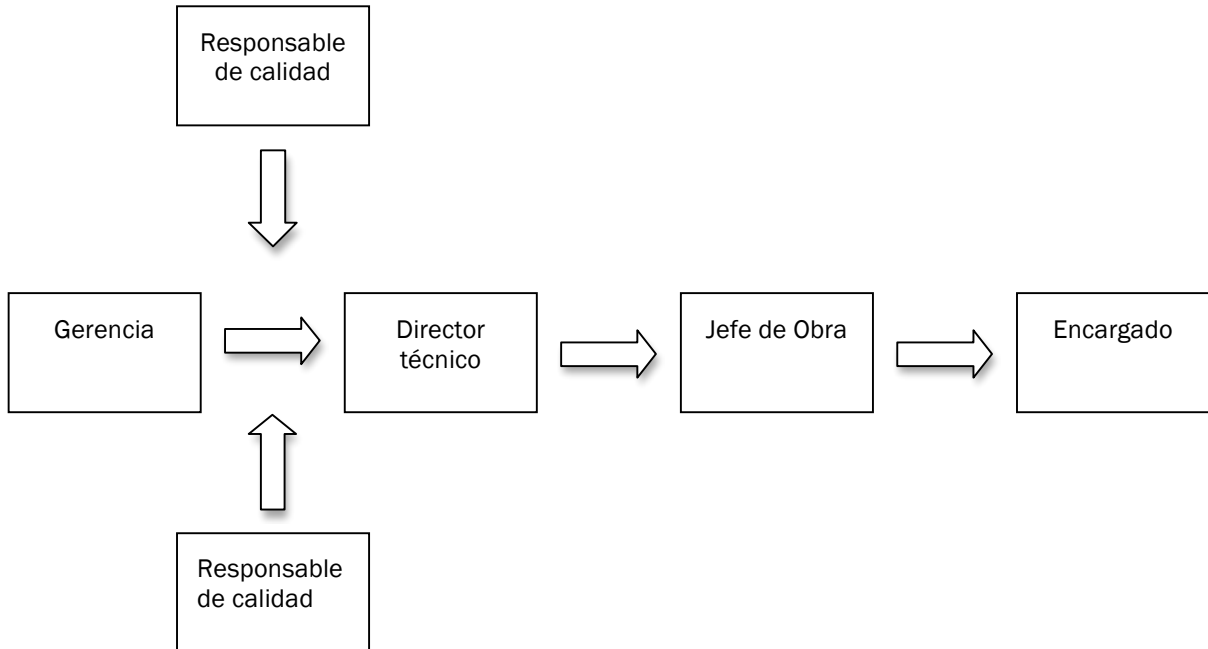 Responsable
de calidad
Gerencia
Director
técnico
Jefe de Obra
Encargado
Responsable
de calidad